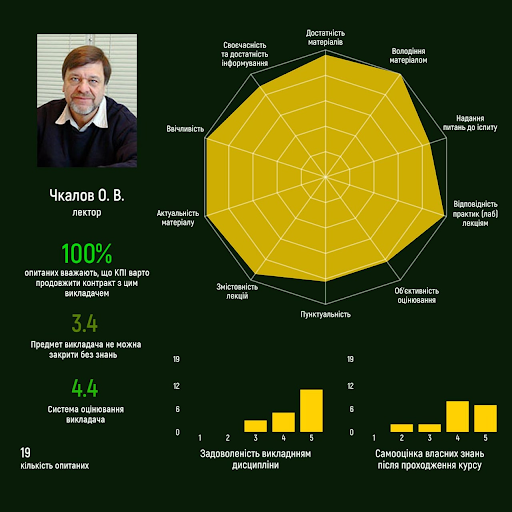 Чкалов О. В.
лектор
100%
опитаних вважають, що КПІ варто
продовжити контракт з цим
викладачем
3.4
Предмет викладача не можна
закрити без знань
4.4
Система оцінювання
викладача
19
кількість опитаних
Достатність
матеріалів
Володіння
матеріалом
Надання
питань до іспиту
Відповідність
практик (лаб)
лекціям
Об'єктивність
оцінювання
Пунктуальність
Змістовність
лекцій
Актуальність
матеріалу
Ввічливість
Своєчасність
та достатність
інформування
19
12
6
0
1 2 3 4 5
Задоволеність викладнням
дисципліни
19
12
6
0
1 2 3 4 5
Самооцінка власних знань
після проходження курсу